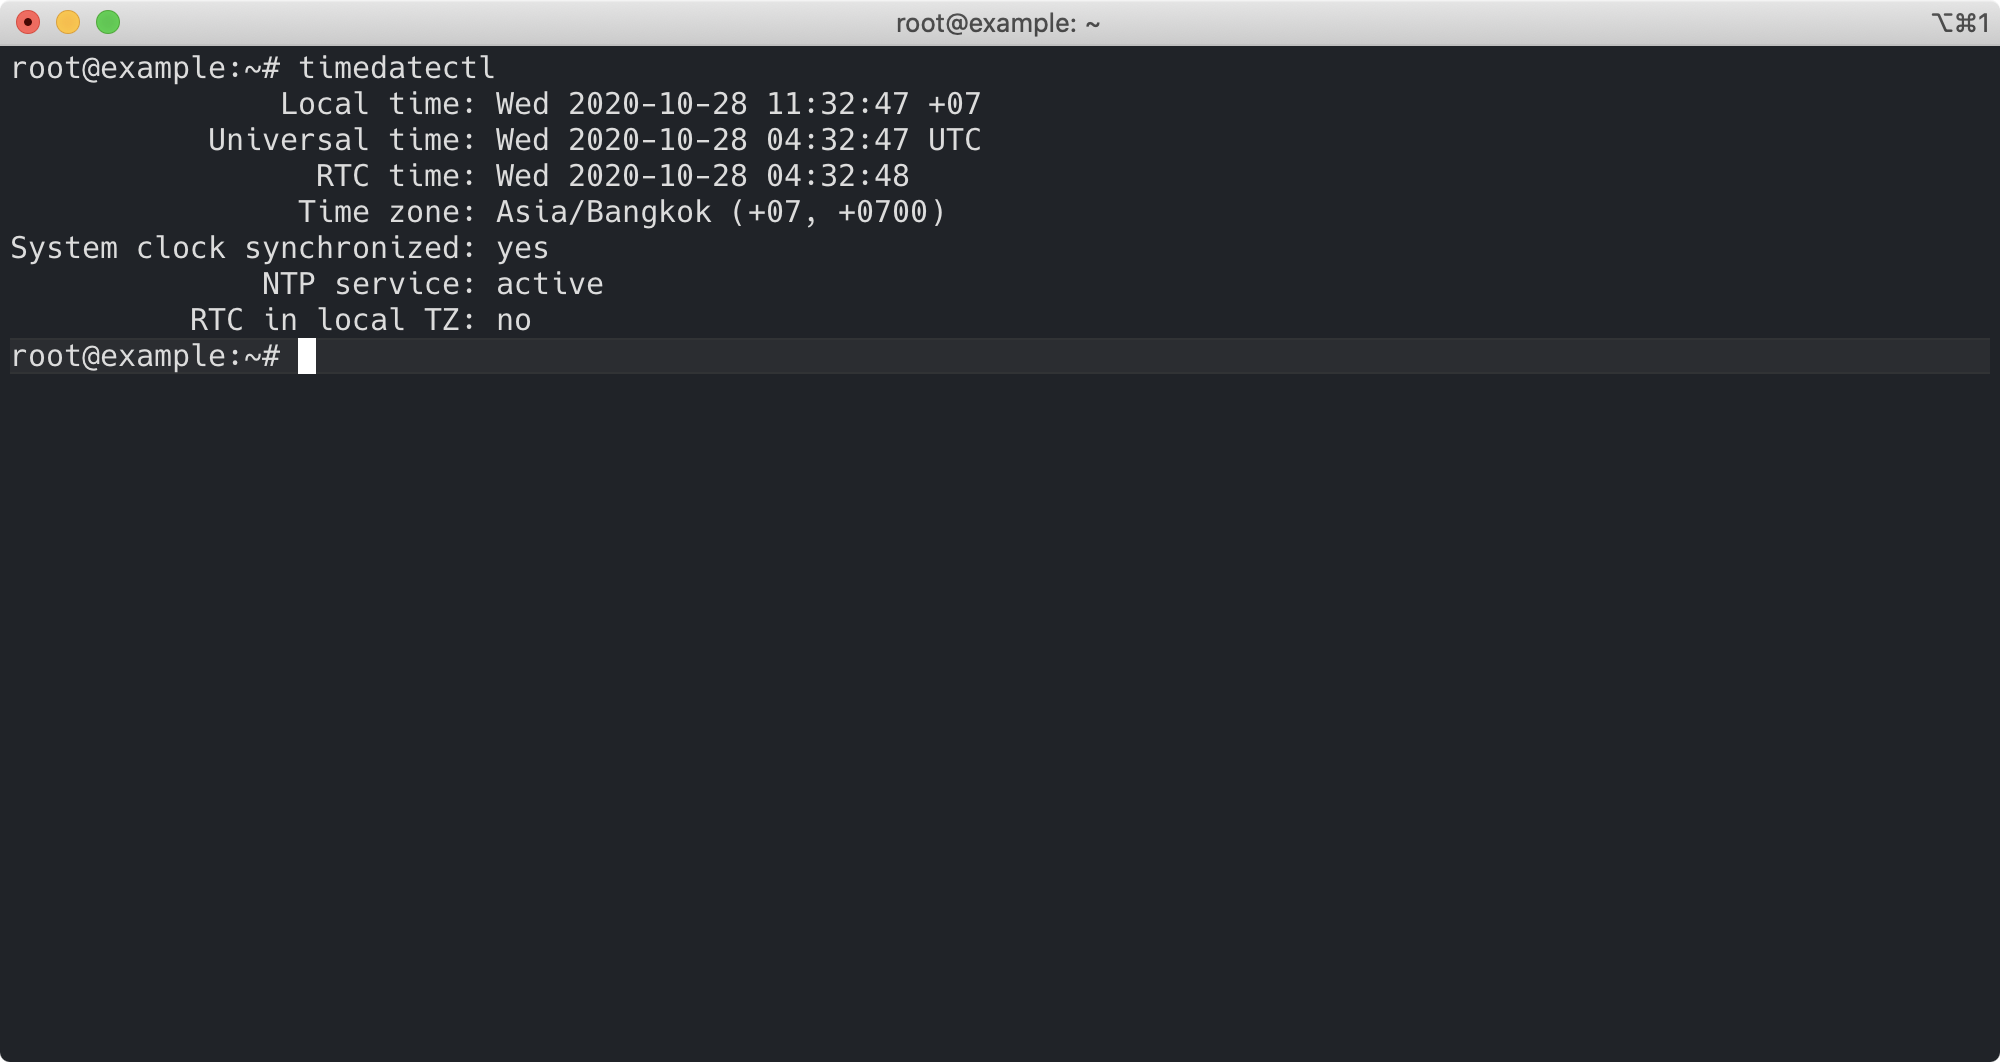 root@example: ~
⌥⌘1
root@example:~# timedatectl
Local time: Wed 2020-10-28 11:32:47 +07
Universal time: Wed 2020-10-28 04:32:47 UTC
RTC time: Wed 2020-10-28 04:32:48
Time zone: Asia/Bangkok (+07, +0700)
System clock synchronized: yes
NTP service: active
RTC in local TZ: no
root@example:~#